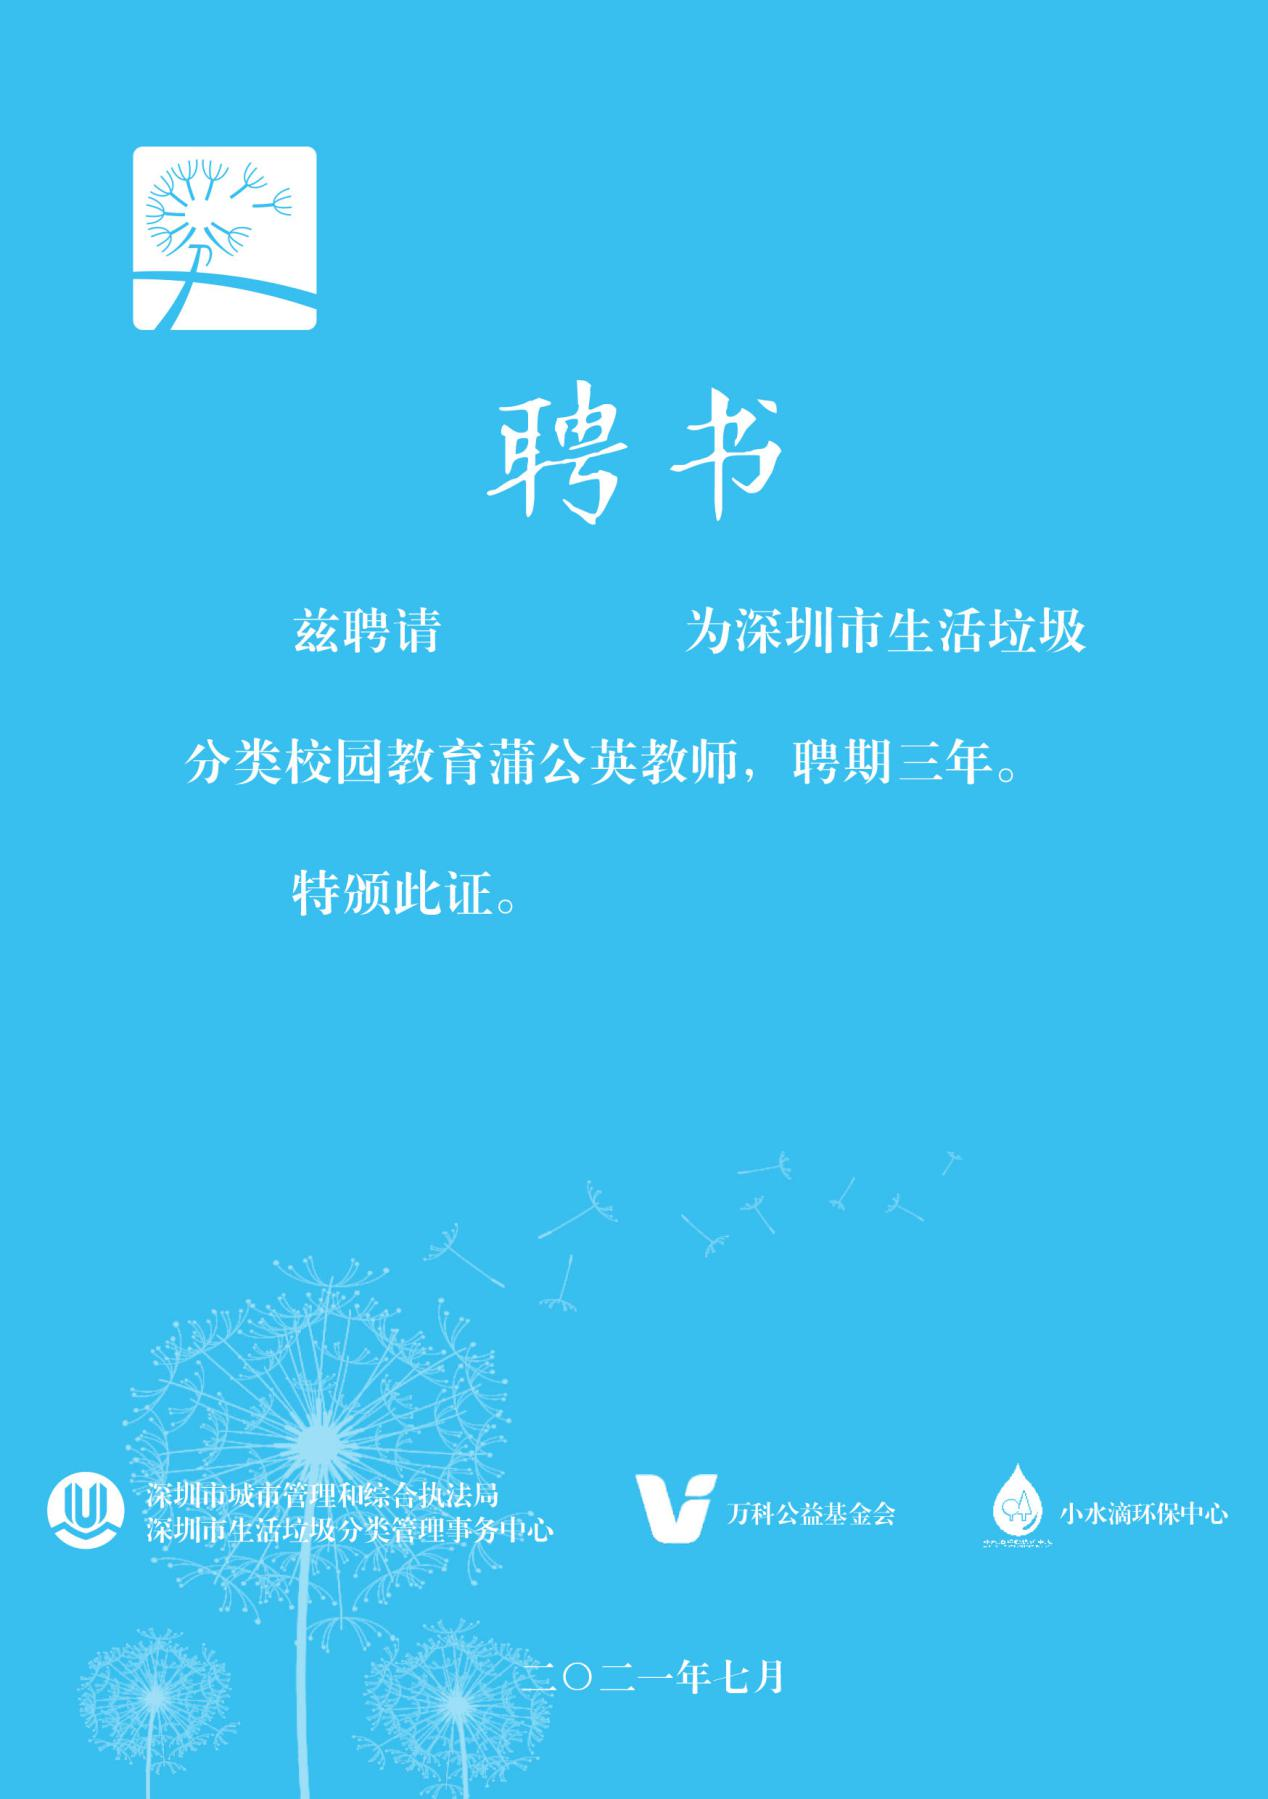 聘书
兹聘请 为深圳市生活垃圾
分类校园教育蒲公英教师，聘期三年。
特颁此证。
深圳市城市管理和综合执法局
深圳市生活垃圾分类管理事务中心
万科公益基金会
小水滴环保中心
二〇二一年七月